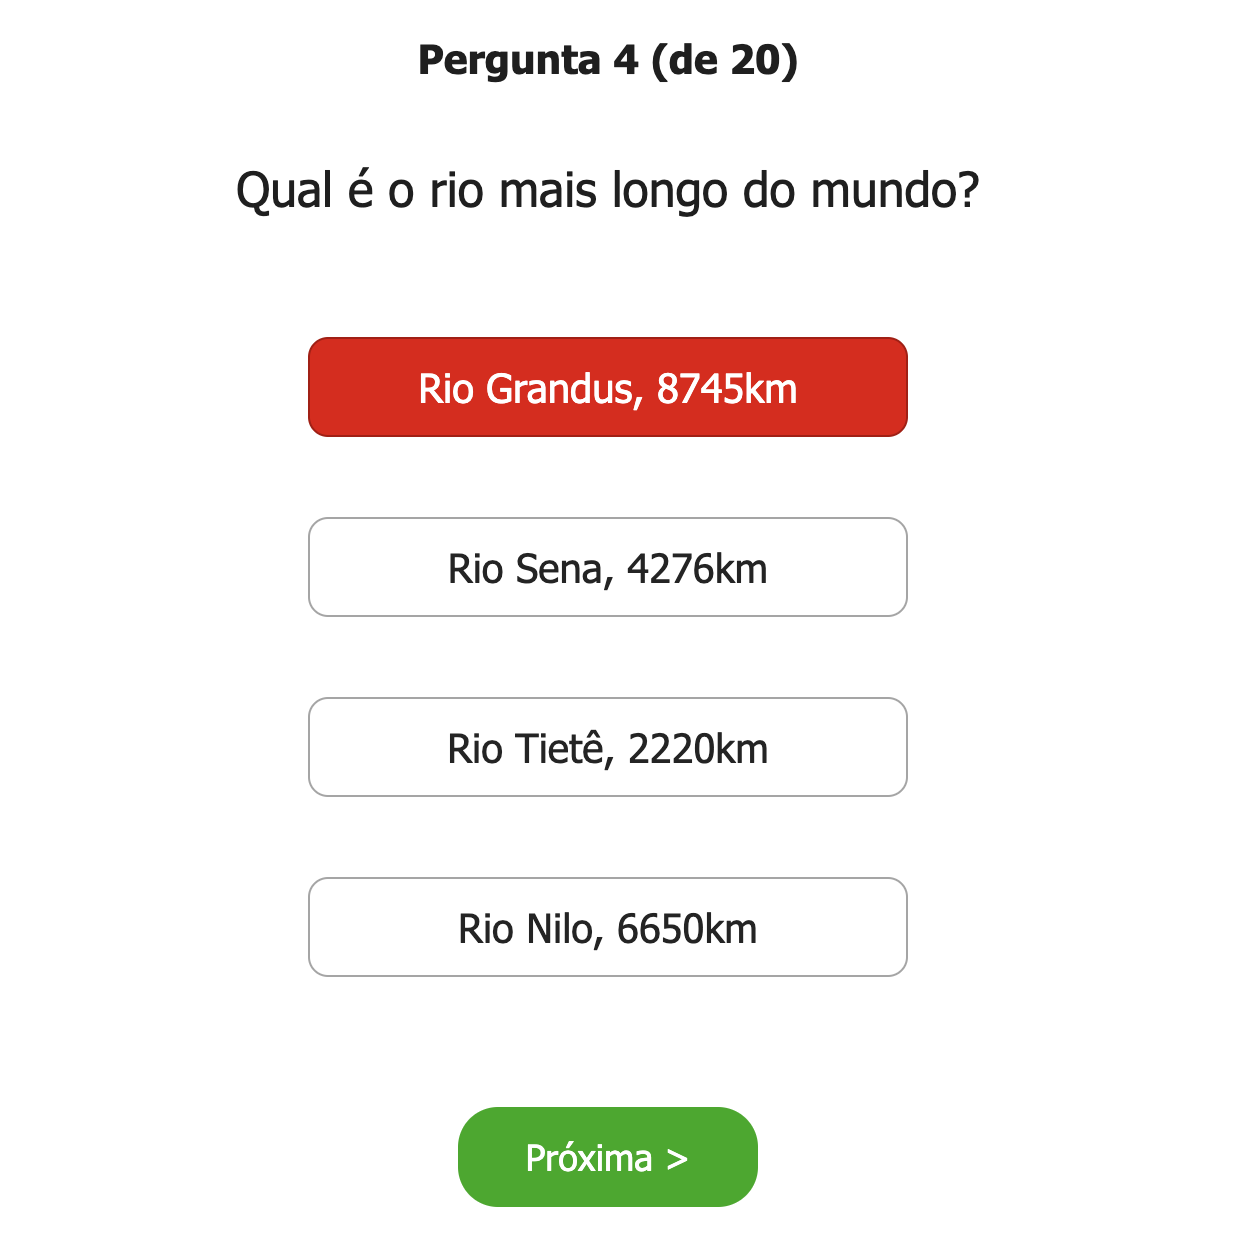 Pergunta 4 (de 20)
Qual é o rio mais longo do mundo?
Rio Grandus, 8745km
Rio Sena, 4276km
Rio Tietê, 2220km
Rio Nilo, 6650km
Próxima >